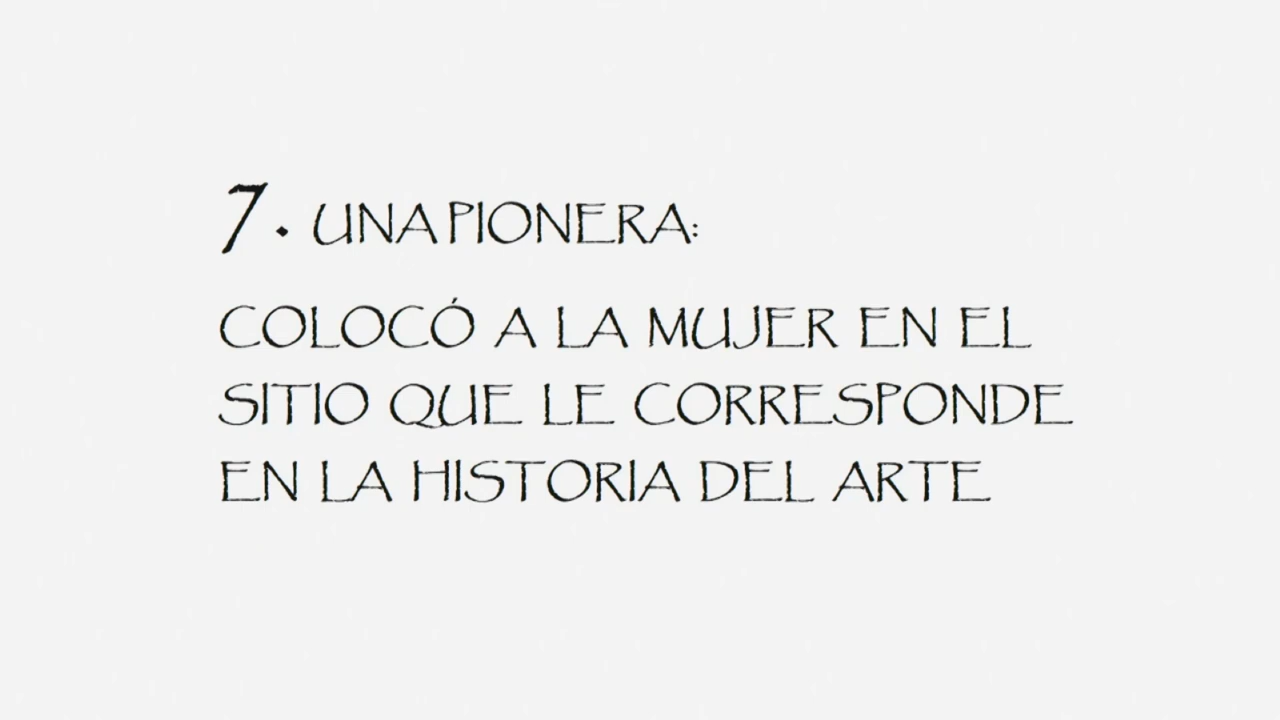 7. UNA PIONERA:
COLOCÓ A LA MUJER EN EL
SITIO QUE LE CORRESPONDE
EN LA HISTORIA DEL ARTE